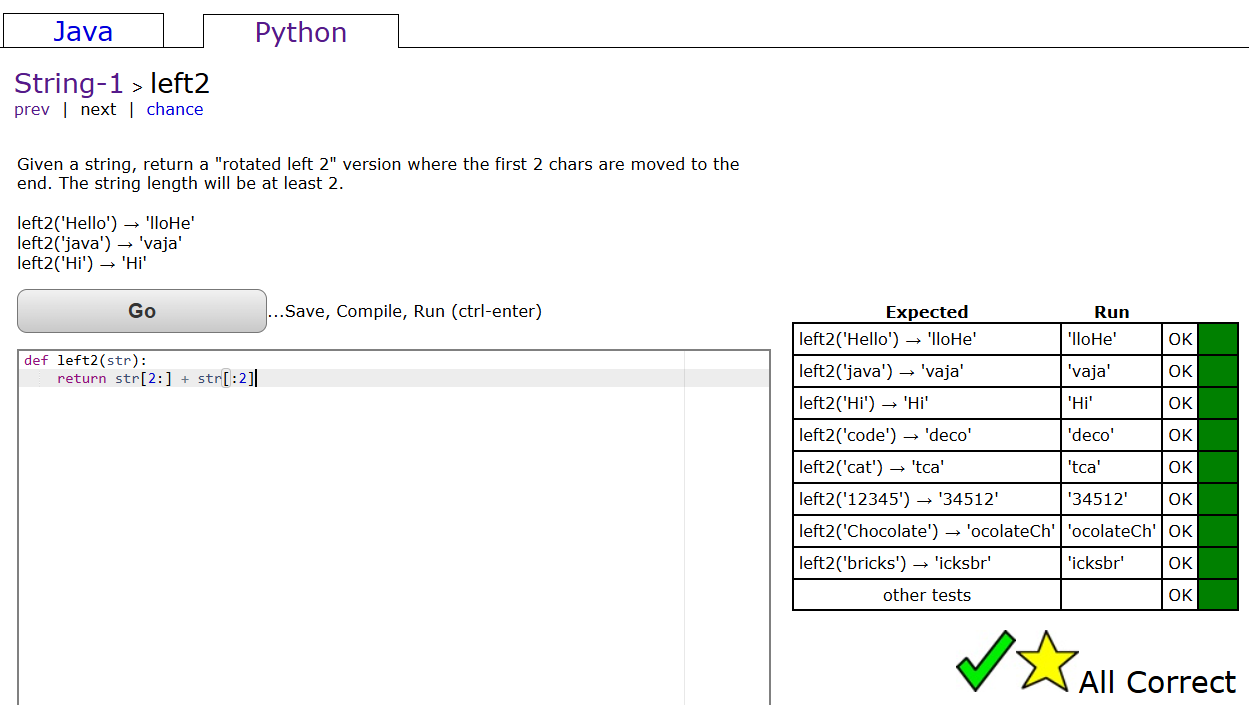 Java
Python
String-1 > left2
prev | next | chance
Given a string, return a "rotated left 2" version where the first 2 chars are moved to the
end. The string length will be at least 2.
left2('Hello') → 'lloHe'
left2('java') → 'vaja'
left2('Hi') → 'Hi'
Go ...Save, Compile, Run (ctrl-enter)
def left2(str):
    return str[2:] + str[:2]
Expected Run
left2('Hello') → 'lloHe' 'lloHe' OK
left2('java') → 'vaja' 'vaja' OK
left2('Hi') → 'Hi' 'Hi' OK
left2('code') → 'deco' 'deco' OK
left2('cat') → 'tca' 'tca' OK
left2('12345') → '34512' '34512' OK
left2('Chocolate') → 'ocolateCh' 'ocolateCh' OK
left2('bricks') → 'icksbr' 'icksbr' OK
other tests OK
All Correct